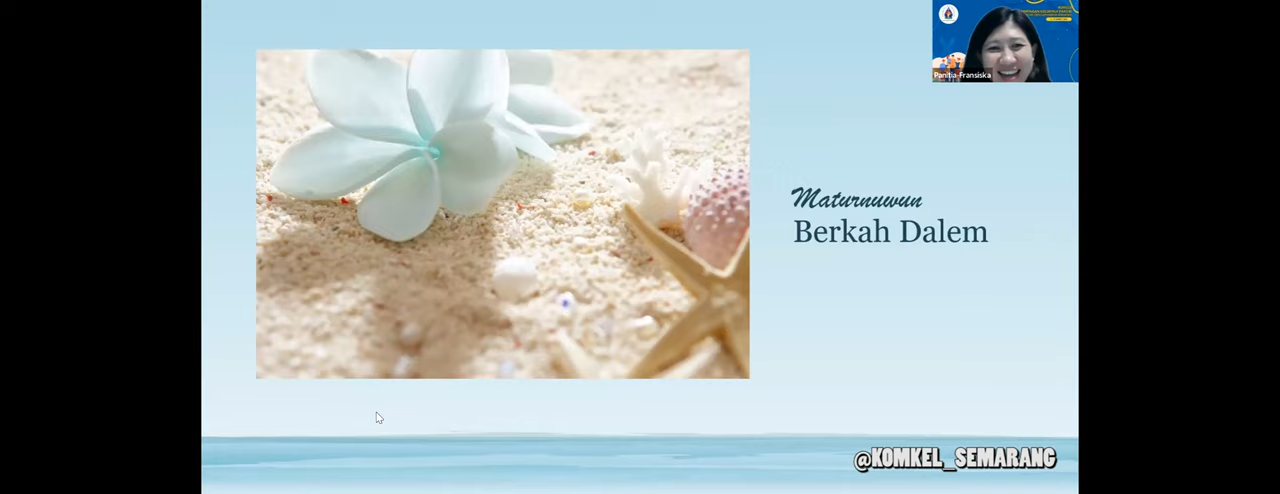 Panitia-Fransiska
Maturnuwun
Berkah Dalem
@KOMKEL_SEMARANG